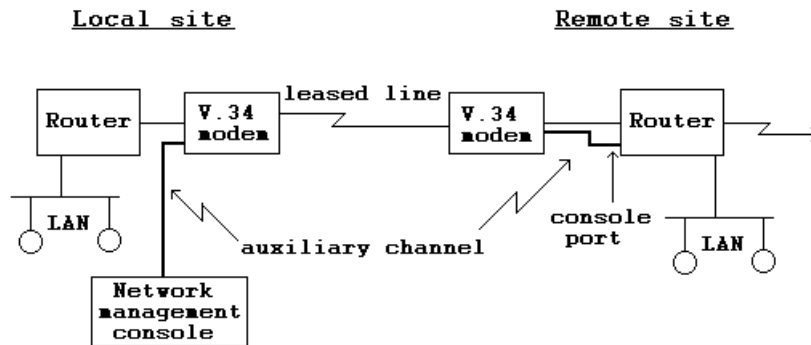 Local site
Remote site
Router
V.34
modem
leased line
V.34
modem
Router
LAN
auxiliary channel
console
port
LAN
Network
management
console